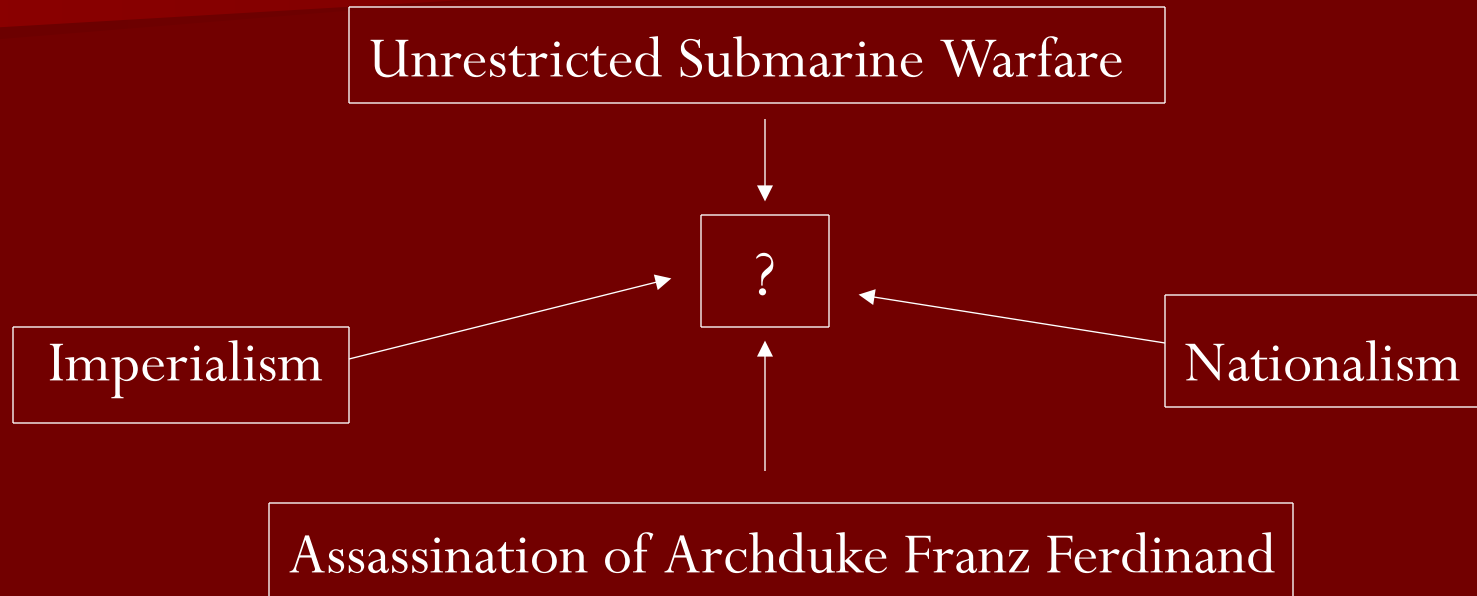 Unrestricted Submarine Warfare
?
Imperialism
Nationalism
Assassination of Archduke Franz Ferdinand